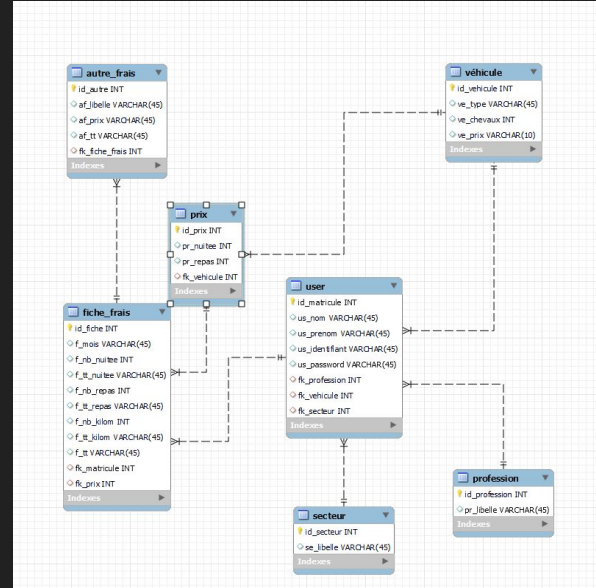 autre_frais
id_autre INT
af_libelle VARCHAR(45)
af_prix VARCHAR(45)
af_tt VARCHAR(45)
fk_fiche_frais INT
Indexes
véhicule
id_vehicule INT
ve_type VARCHAR(45)
ve_chevaux INT
ve_prix VARCHAR(10)
Indexes
prix
id_prix INT
pr_nuitee INT
pr_repas INT
fk_vehicule INT
Indexes
user
id_matricule INT
us_nom VARCHAR(45)
us_prenom VARCHAR(45)
us_identifiant VARCHAR(45)
us_password VARCHAR(45)
fk_profession INT
fk_vehicule INT
fk_secteur INT
Indexes
fiche_frais
id_fiche INT
f_mois VARCHAR(45)
f_nb_nuitee INT
f_tt_nuitee VARCHAR(45)
f_nb_repas INT
f_tt_repas VARCHAR(45)
f_nb_kilom INT
f_tt_kilom VARCHAR(45)
f_tt VARCHAR(45)
fk_matricule INT
fk_prix INT
Indexes
profession
id_profession INT
pr_libelle VARCHAR(45)
Indexes
secteur
id_secteur INT
se_libelle VARCHAR(45)
Indexes